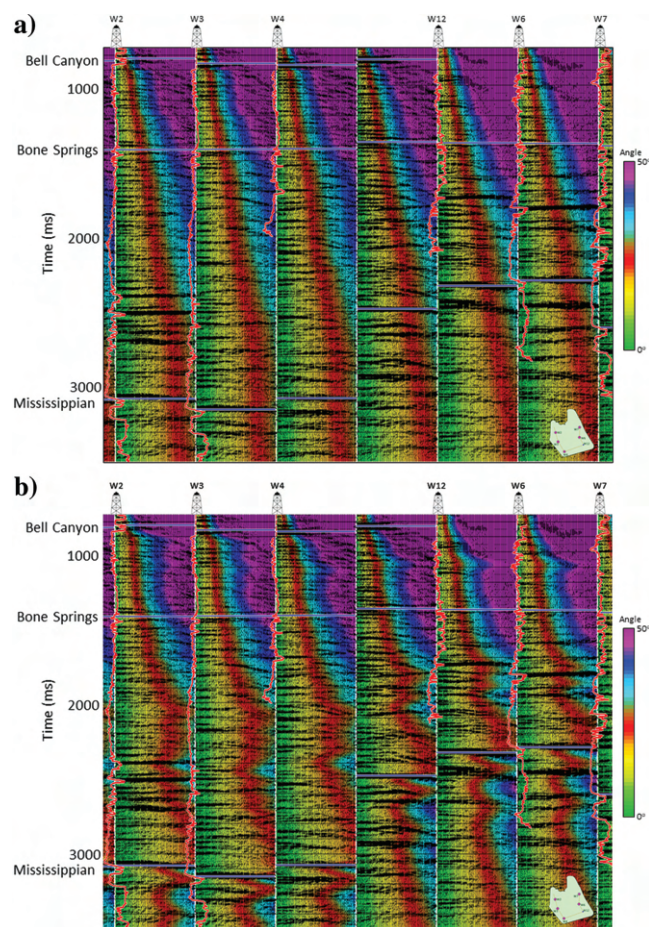 a)
W2 W3 W4 W12 W6 W7
Bell Canyon
1000
Bone Springs
Time (ms)
2000
3000
Mississippian
Angle
50°
0°
b)
W2 W3 W4 W12 W6 W7
Bell Canyon
1000
Bone Springs
Time (ms)
2000
3000
Mississippian
Angle
50°
0°